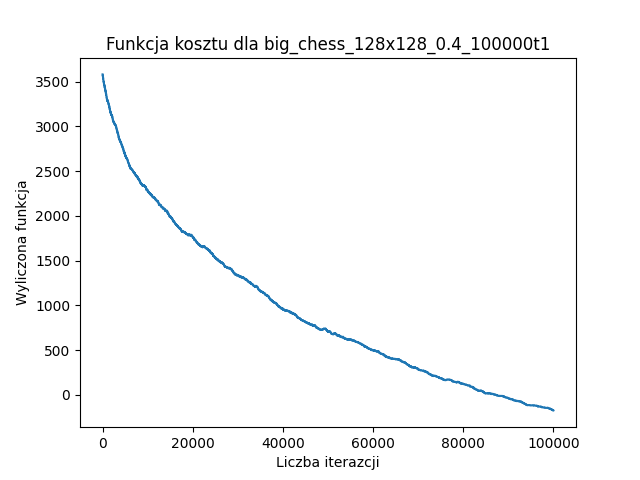 Funkcja kosztu dla big_chess_128x128_0.4_100000t1
3500
3000
2500
2000
1500
1000
500
0
Wyliczona funkcja
0 20000 40000 60000 80000 100000
Liczba iterazcji